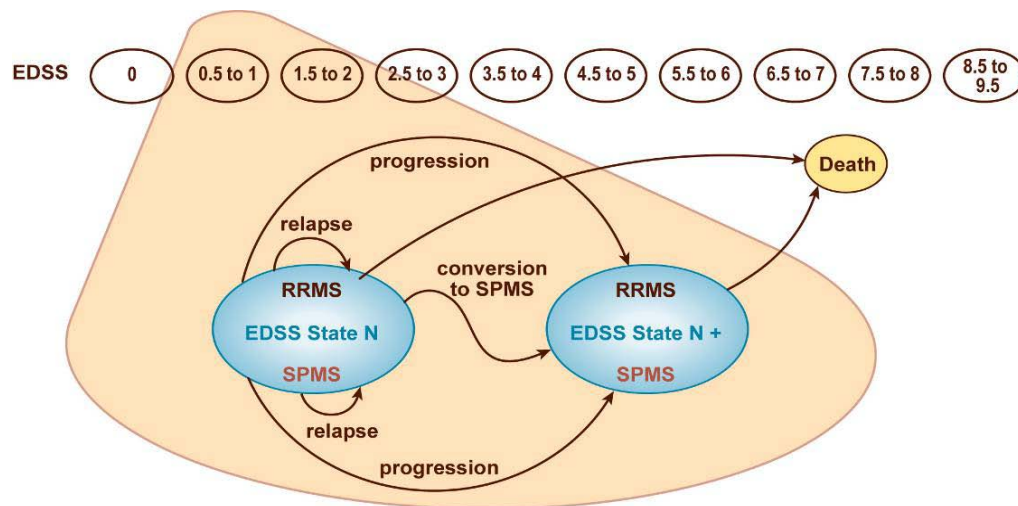 EDSS 0 0.5 to 1 1.5 to 2 2.5 to 3 3.5 to 4 4.5 to 5 5.5 to 6 6.5 to 7 7.5 to 8 8.5 to
9.5
progression
Death
relapse
conversion
to SPMS
RRMS
EDSS State N
SPMS
RRMS
EDSS State N +
SPMS
relapse
progression